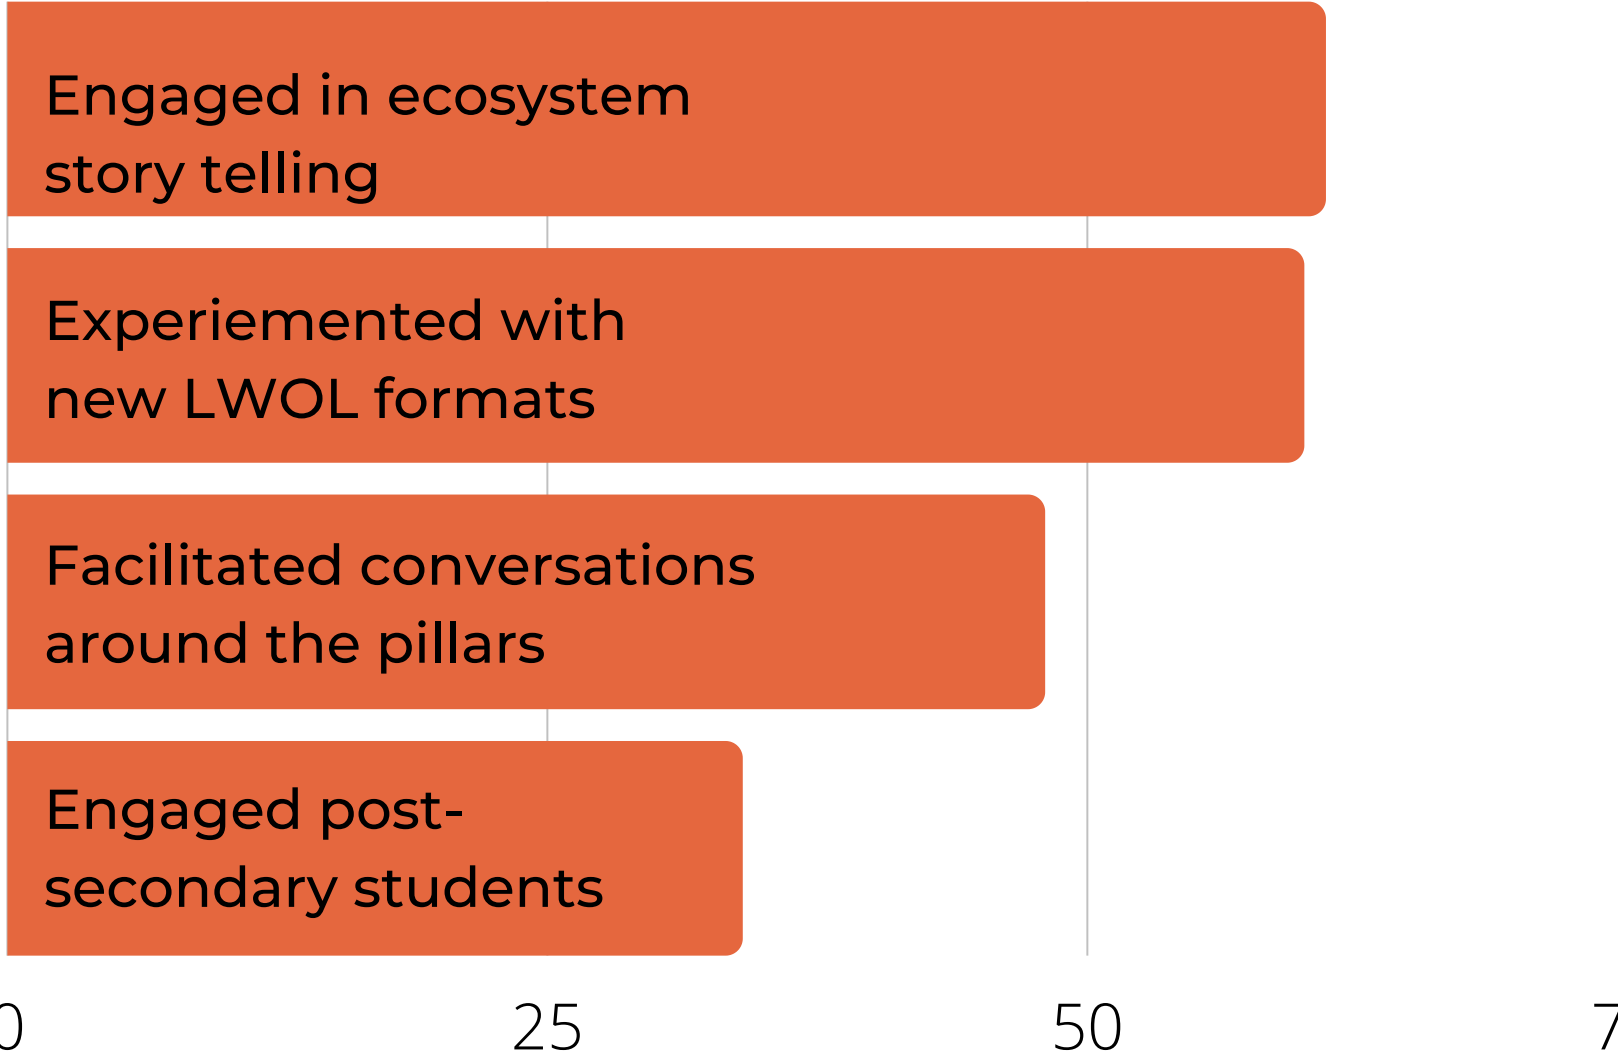 Engaged in ecosystem
story telling
Experiemented with
new LWOL formats
Facilitated conversations
around the pillars
Engaged post-
secondary students
0 25 50 7